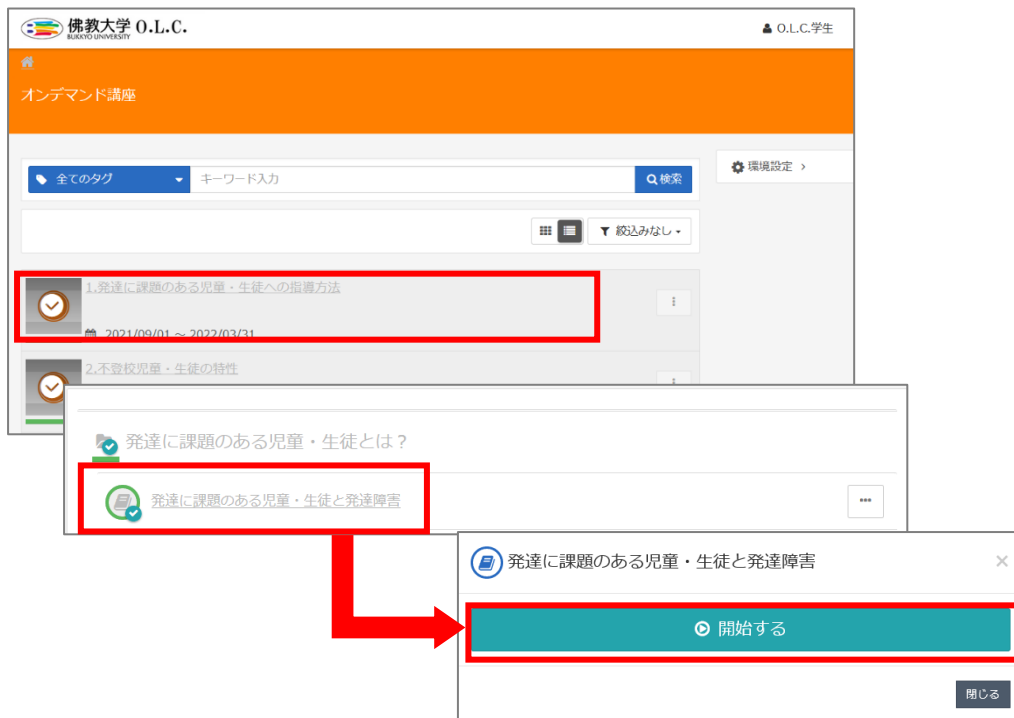 佛教大学 O.L.C.
BUKKYO UNIVERSITY
O.L.C.学生
オンデマンド講座
全てのタグ
キーワード入力
検索
環境設定 >
絞込みなし
1.発達に課題のある児童・生徒への指導方法
2021/09/01 ~ 2022/03/31
2.不登校児童・生徒の特性
発達に課題のある児童・生徒とは？
発達に課題のある児童・生徒と発達障害
発達に課題のある児童・生徒と発達障害
×
開始する
閉じる